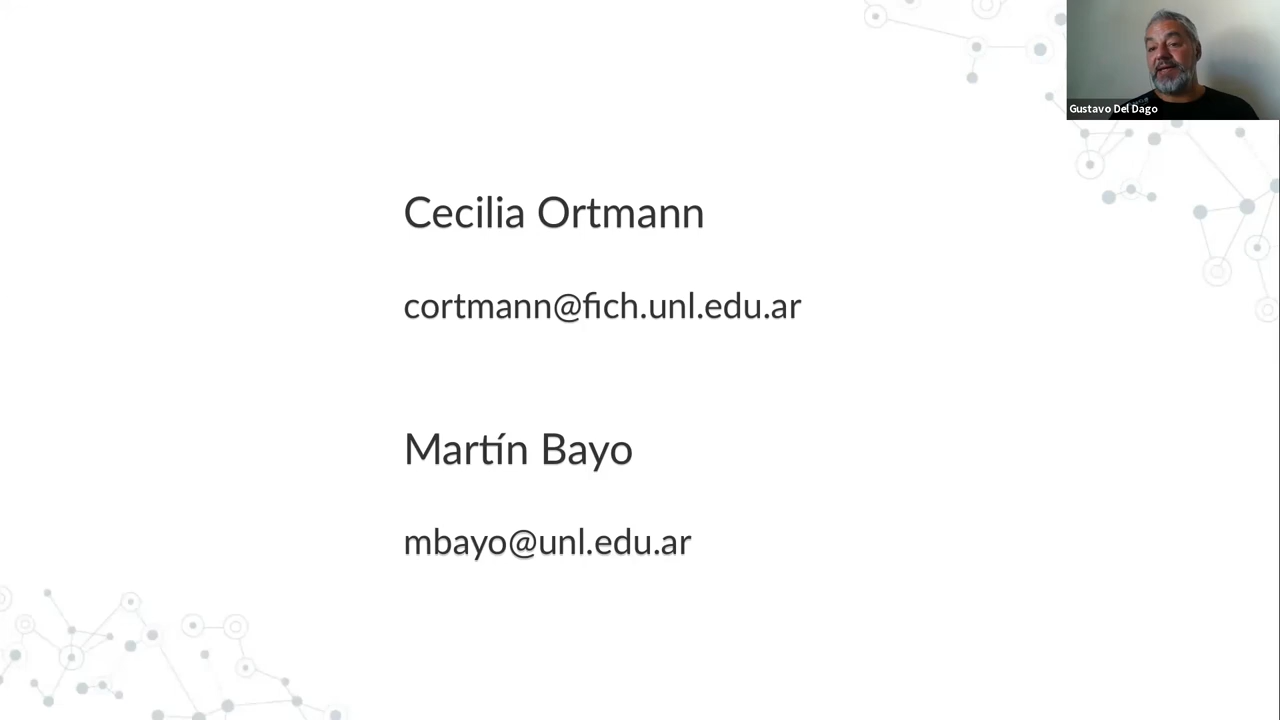 Gustavo Del Dago
Cecilia Ortmann
cortmann@fich.unl.edu.ar
Martín Bayo
mbayo@unl.edu.ar